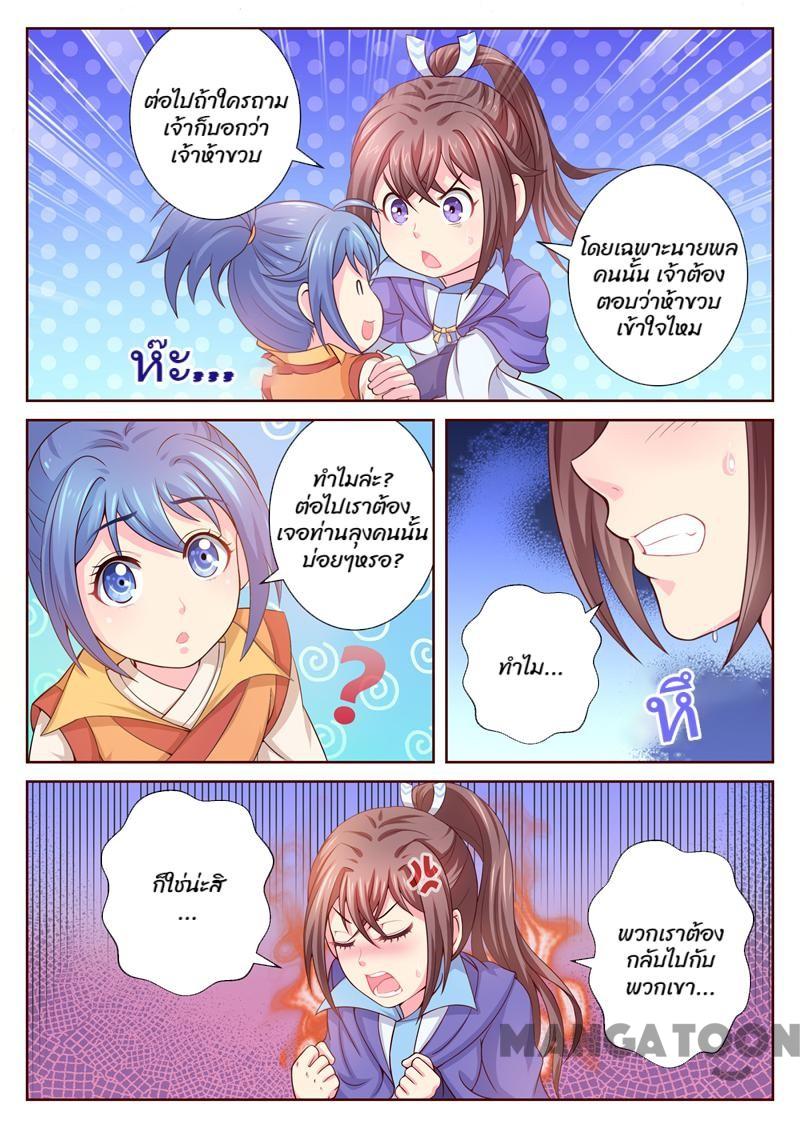 ต่อไปถ้าใครถาม
เจ้าก็บอกว่า
เจ้าห้าขวบ
โดยเฉพาะนายพล
คนนั้น เจ้าต้อง
ตอบว่าห้าขวบ
เข้าใจไหม
ห๊ะ...
ทำไมล่ะ?
ต่อไปเราต้อง
เจอท่านลุงคนนั้น
บ่อยๆหรอ?
?
ทำไม...
หึ
ก็ใช่น่ะสิ
...
พวกเราต้อง
กลับไปกับ
พวกเขา...
MANGATOON